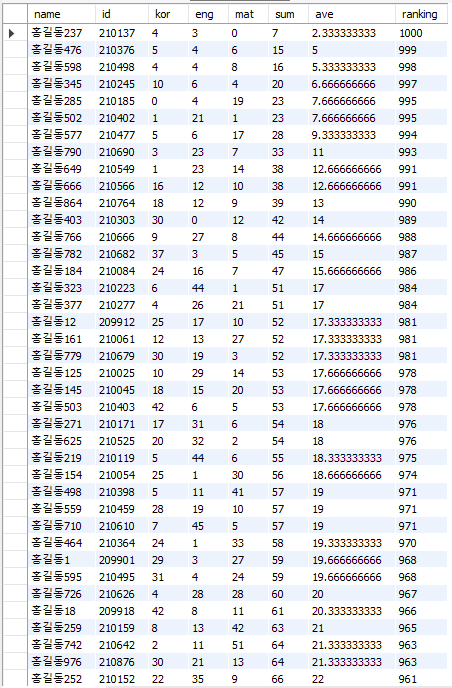 name id kor eng mat sum ave ranking
홍길동237 210137 4 3 0 7 2.333333333 1000
홍길동476 210376 5 4 6 15 5 999
홍길동598 210498 4 4 8 16 5.333333333 998
홍길동345 210245 10 6 4 20 6.666666666 997
홍길동285 210185 0 4 19 23 7.666666666 995
홍길동502 210402 1 21 1 23 7.666666666 995
홍길동577 210477 5 6 17 28 9.333333333 994
홍길동790 210690 3 23 7 33 11 993
홍길동649 210549 1 23 14 38 12.666666666 991
홍길동666 210566 16 12 10 38 12.666666666 991
홍길동864 210764 18 12 9 39 13 990
홍길동403 210303 30 0 12 42 14 989
홍길동766 210666 9 27 8 44 14.666666666 988
홍길동782 210682 37 3 5 45 15 987
홍길동184 210084 24 16 7 47 15.666666666 986
홍길동323 210223 6 44 1 51 17 984
홍길동377 210277 4 26 21 51 17 984
홍길동12 209912 25 17 10 52 17.333333333 981
홍길동161 210061 12 13 27 52 17.333333333 981
홍길동779 210679 30 19 3 52 17.333333333 981
홍길동125 210025 10 29 14 53 17.666666666 978
홍길동145 210045 18 15 20 53 17.666666666 978
홍길동503 210403 42 6 5 53 17.666666666 978
홍길동271 210171 17 31 6 54 18 976
홍길동625 210525 20 32 2 54 18 976
홍길동219 210119 5 44 6 55 18.333333333 975
홍길동154 210054 25 1 30 56 18.666666666 974
홍길동498 210398 5 11 41 57 19 971
홍길동559 210459 28 19 10 57 19 971
홍길동710 210610 7 45 5 57 19 971
홍길동464 210364 24 1 33 58 19.333333333 970
홍길동1 209901 29 3 27 59 19.666666666 968
홍길동595 210495 31 4 24 59 19.666666666 968
홍길동726 210626 4 28 28 60 20 967
홍길동18 209918 42 8 11 61 20.333333333 966
홍길동259 210159 8 13 42 63 21 965
홍길동742 210642 2 11 51 64 21.333333333 963
홍길동976 210876 30 21 13 64 21.333333333 963
홍길동252 210152 22 35 9 66 22 961